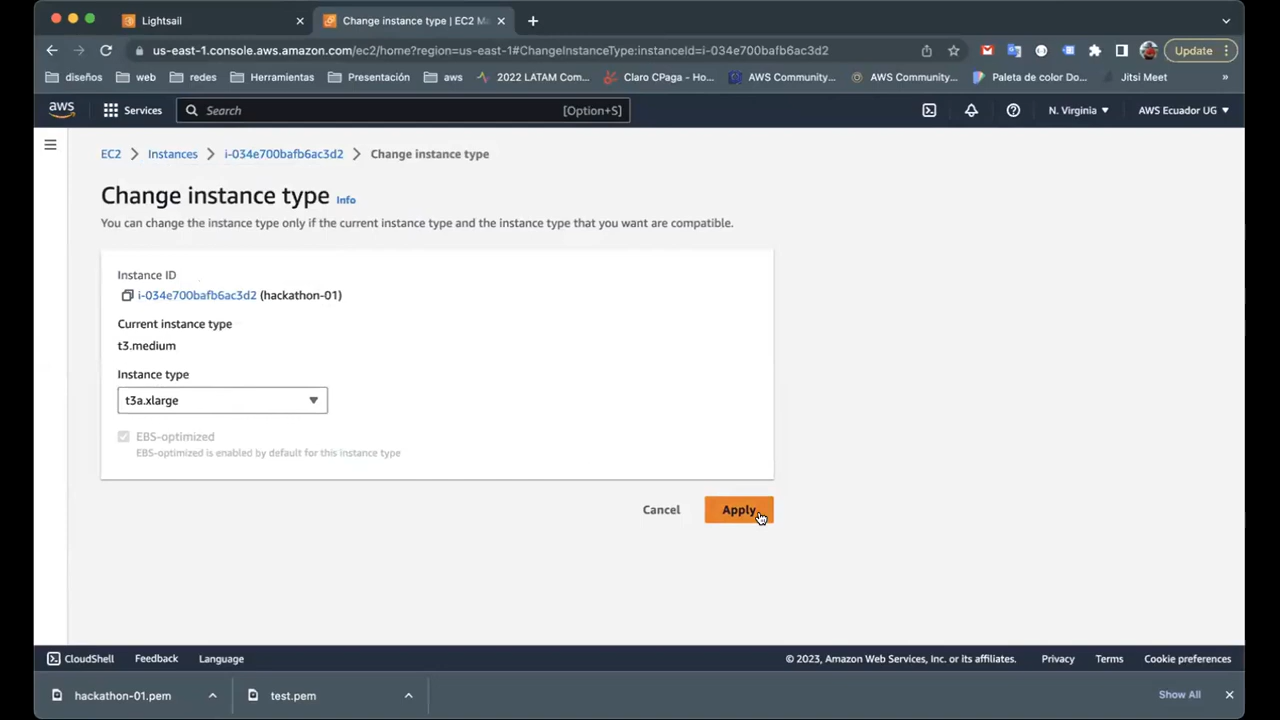 Lightsail
Change instance type | EC2 M
us-east-1.console.aws.amazon.com/ec2/home?region=us-east-1#ChangeInstanceType:instanceId=i-034e700bafb6ac3d2
Update
diseños web redes Herramientas Presentación aws 2022 LATAM Com... Claro CPaga - Ho... AWS Community... AWS Community... Paleta de color Do... Jitsi Meet »
aws Services Search [Option+S] N. Virginia AWS Ecuador UG
EC2 Instances i-034e700bafb6ac3d2 Change instance type
Change instance type Info
You can change the instance type only if the current instance type and the instance type that you want are compatible.
Instance ID
i-034e700bafb6ac3d2 (hackathon-01)
Current instance type
t3.medium
Instance type
t3a.xlarge
EBS-optimized
EBS-optimized is enabled by default for this instance type
Cancel Apply
CloudShell Feedback Language © 2023, Amazon Web Services, Inc. or its affiliates. Privacy Terms Cookie preferences
hackathon-01.pem test.pem Show All